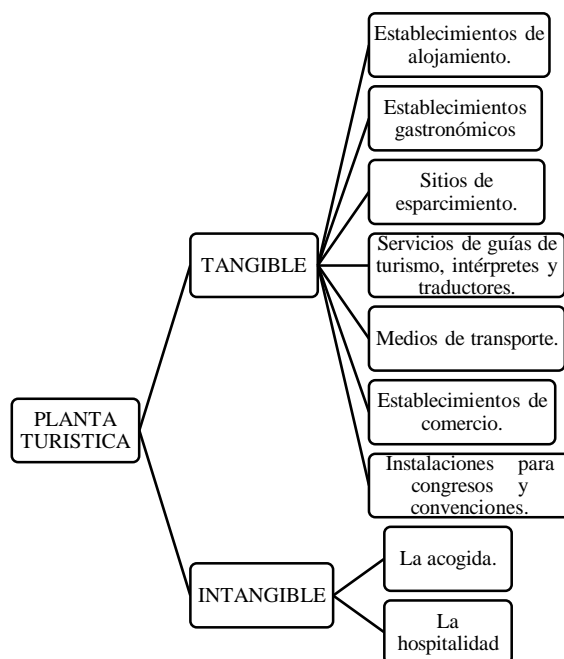 Establecimientos de
alojamiento.
Establecimientos
gastronómicos
Sitios de
esparcimiento.
TANGIBLE
Servicios de guías de
turismo, intérpretes y
traductores.
Medios de transporte.
PLANTA
TURISTICA
Establecimientos de
comercio.
Instalaciones para
congresos y
convenciones.
La acogida.
INTANGIBLE
La
hospitalidad